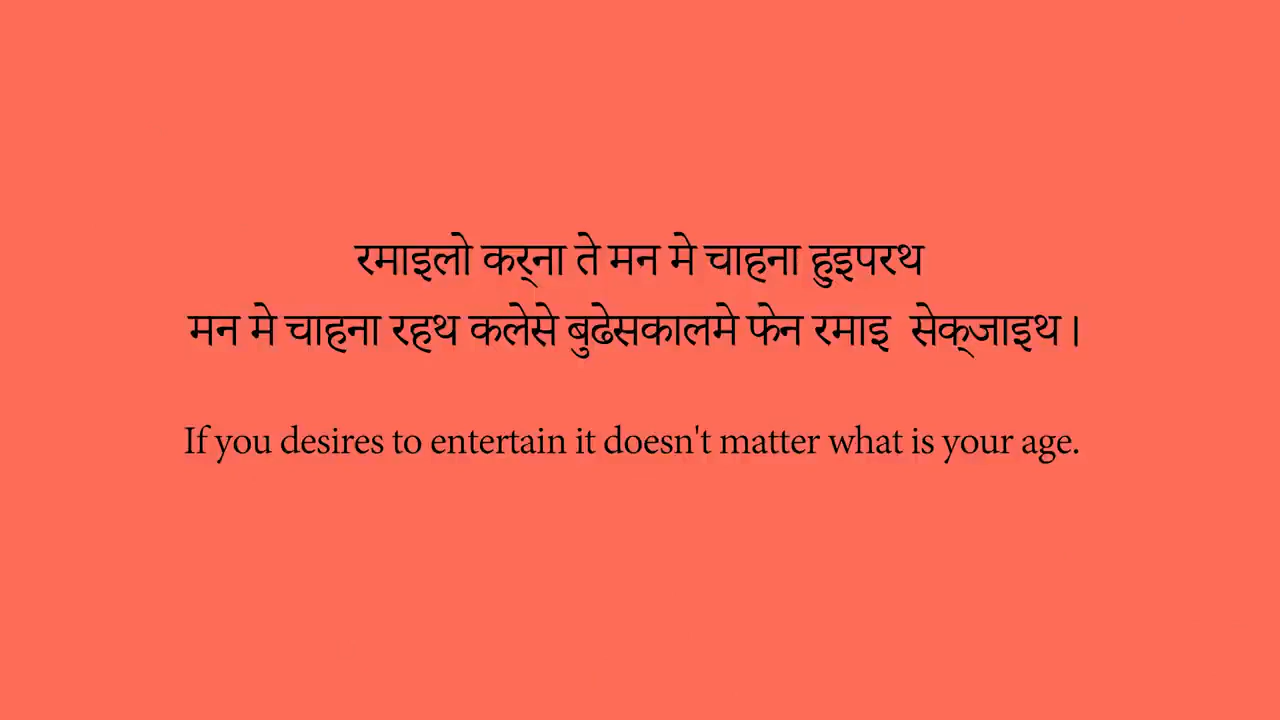 रमाइलो कर्‌ना ते मन मे चाहना हुइपरथ
मन मे चाहना रहथ कलेसे बुढेसकालमे फेन रमाइ सेक्‌जाइथ।
If you desires to entertain it doesn't matter what is your age.